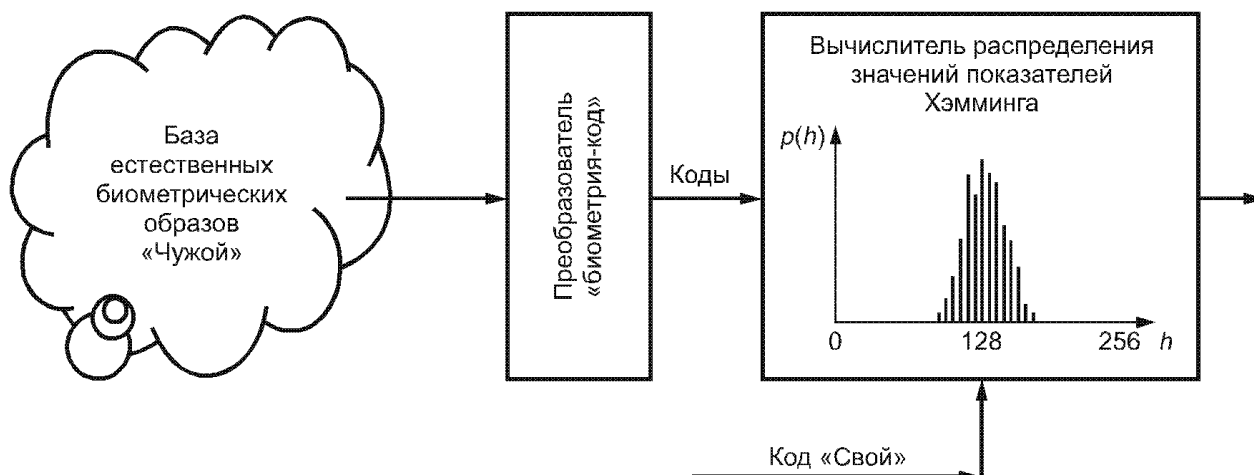 База
естественных
биометрических
образов
«Чужой»
Преобразователь
«биометрия-код»
Коды
Вычислитель распределения
значений показателей
Хэмминга
p(h)
0
128
256
h
Код «Свой»